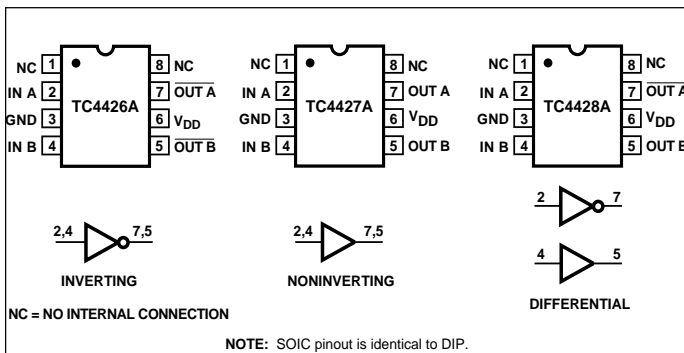 NC 1 8 NC
IN A 2 7 OUT A
TC4426A
GND 3 6 VDD
IN B 4 5 OUT B
2,4 7,5
INVERTING
NC 1 8 NC
IN A 2 7 OUT A
TC4427A
GND 3 6 VDD
IN B 4 5 OUT B
2,4 7,5
NONINVERTING
NC 1 8 NC
IN A 2 7 OUT A
TC4428A
GND 3 6 VDD
IN B 4 5 OUT B
2 7
4 5
DIFFERENTIAL
NC = NO INTERNAL CONNECTION
NOTE: SOIC pinout is identical to DIP.